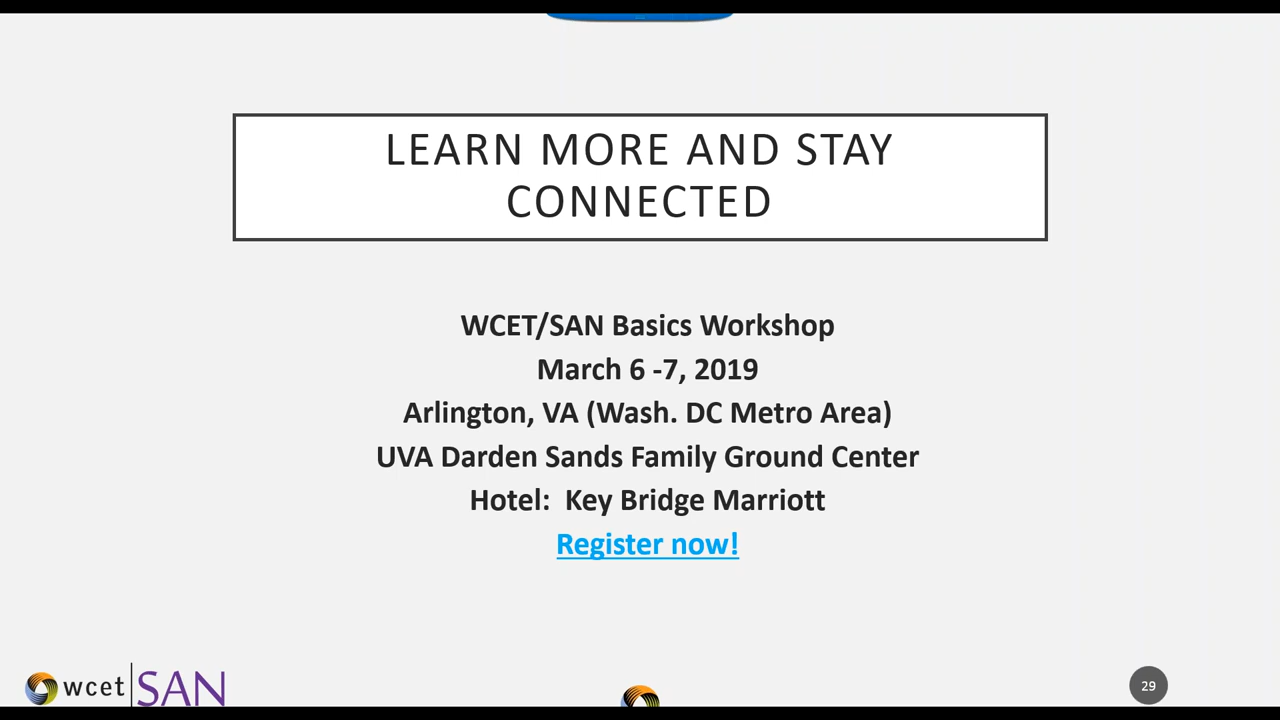 LEARN MORE AND STAY
CONNECTED
WCET/SAN Basics Workshop
March 6 -7, 2019
Arlington, VA (Wash. DC Metro Area)
UVA Darden Sands Family Ground Center
Hotel:  Key Bridge Marriott
Register now!
wcet SAN
29